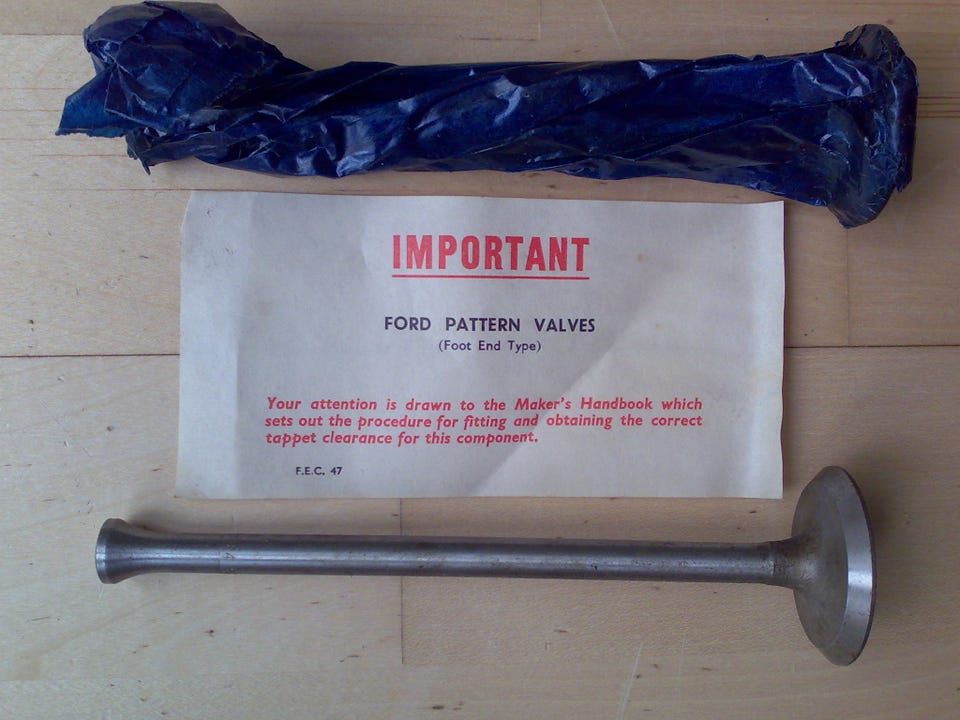 IMPORTANT
FORD PATTERN VALVES
(Foot End Type)
Your attention is drawn to the Maker's Handbook which
sets out the procedure for fitting and obtaining the correct
tappet clearance for this component.
F.E.C. 47